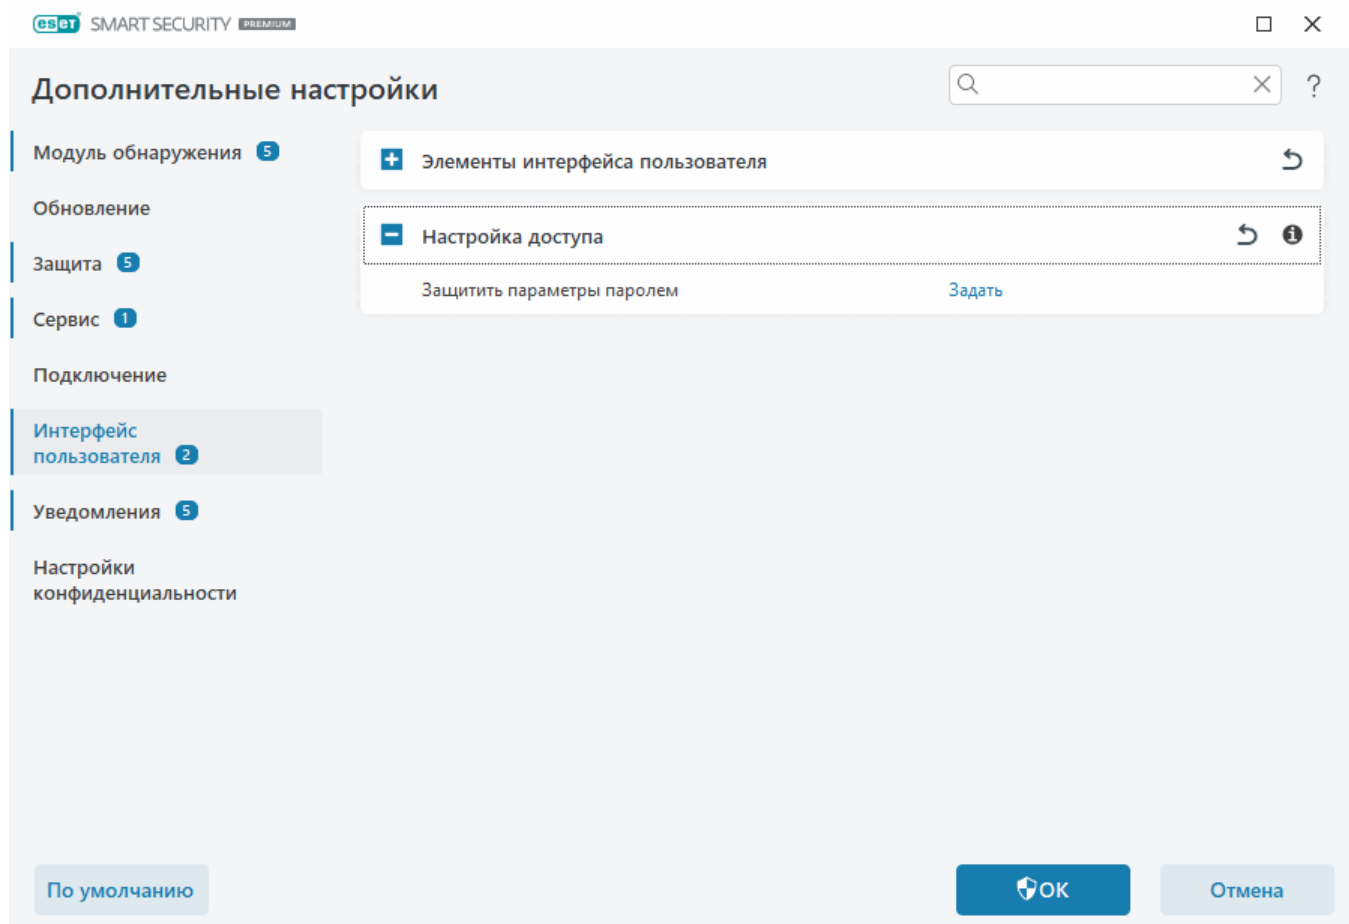 eset SMART SECURITY PREMIUM
Дополнительные настройки
?
Модуль обнаружения 5
Обновление
Защита 5
Сервис 1
Подключение
Интерфейс
пользователя 2
Уведомления 5
Настройки
конфиденциальности
Элементы интерфейса пользователя
Настройка доступа
Защитить параметры паролем Задать
По умолчанию
ОК
Отмена